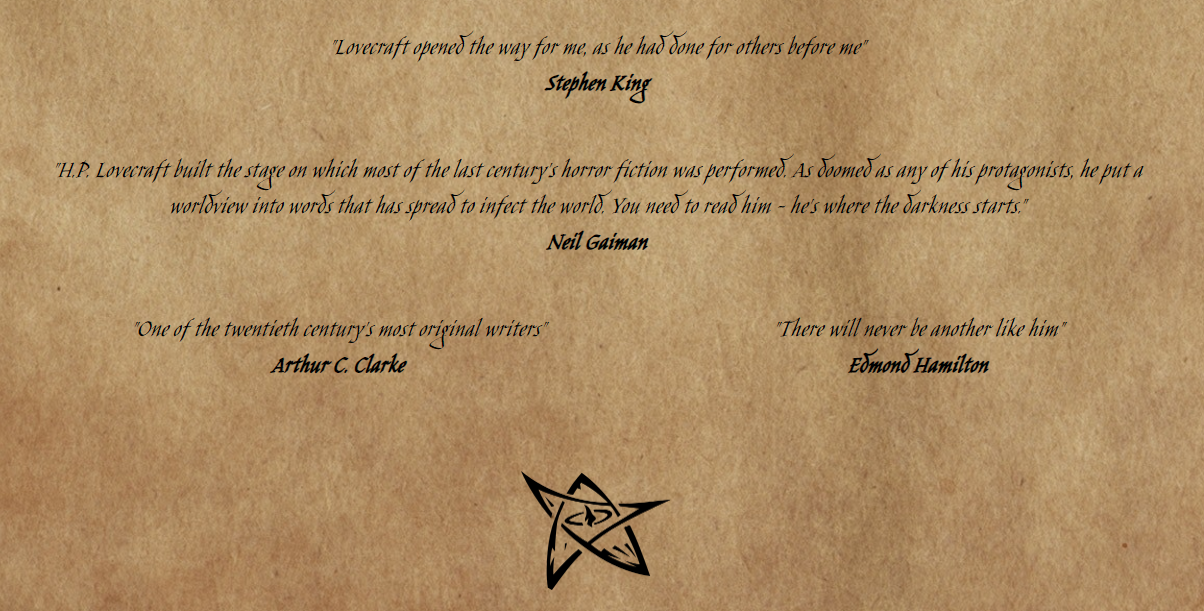 "Lovecraft opened the way for me, as he had done for others before me"
Stephen King
"H.P. Lovecraft built the stage on which most of the last century's horror fiction was performed. As doomed as any of his protagonists, he put a
worldview into words that has spread to infect the world. You need to read him - he's where the darkness starts."
Neil Gaiman
"One of the twentieth century's most original writers"
Arthur C. Clarke
"There will never be another like him"
Edmond Hamilton